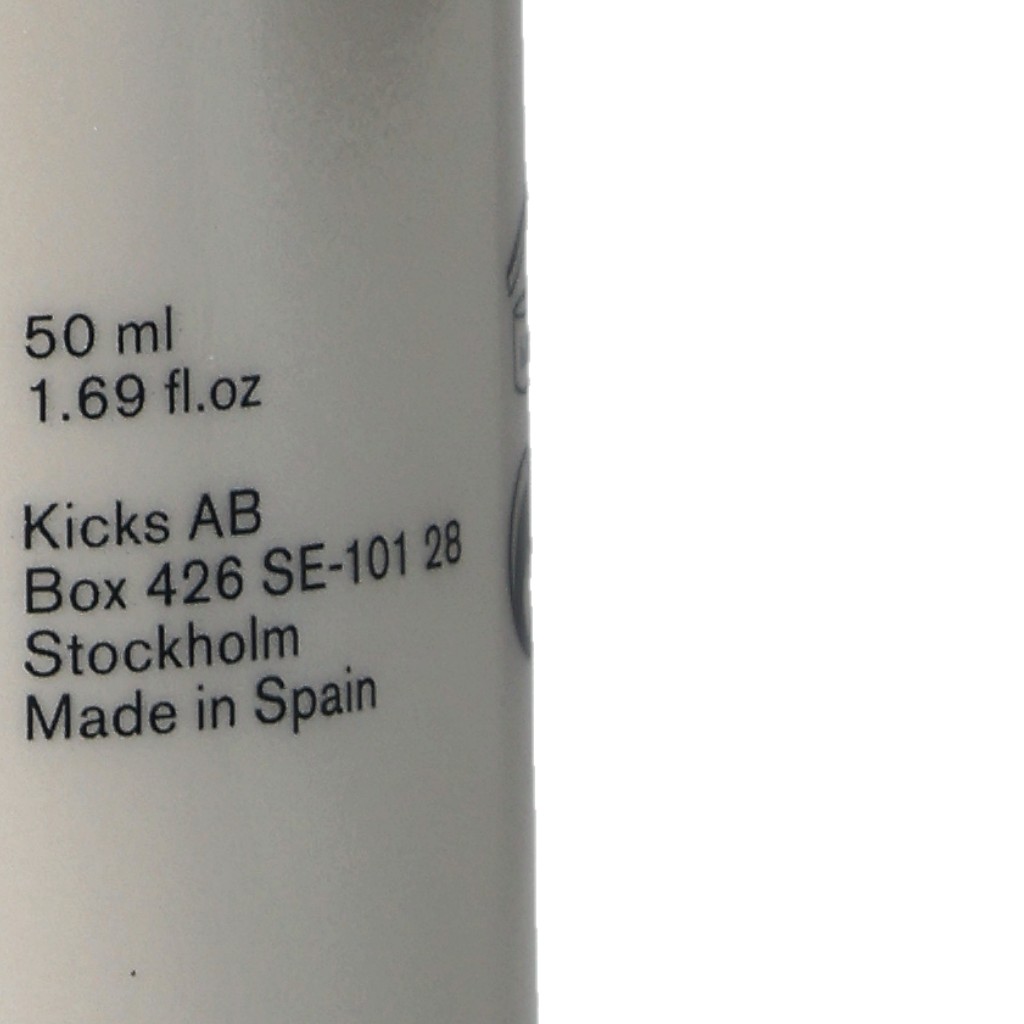 50 ml
1.69 fl.oz
Kicks AB
Box 426 SE-101 28
Stockholm
Made in Spain